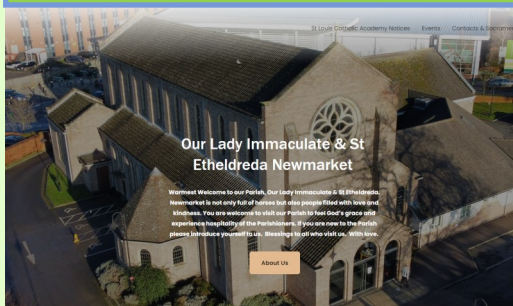 St Louis Catholic Academy Notices Events Contacts & Sacramen
Our Lady Immaculate & St
Etheldreda Newmarket
Warmest Welcome to our Parish, Our Lady Immaculate & St Etheldreda.
Newmarket is not only full of horses but also people filled with love and
kindness. You are welcome to visit our Parish to feel God's grace and
experience hospitality of the Parishioners. If you are new to the Parish
please introduce yourself to us. Blessings to all who visit us. With love.
About Us